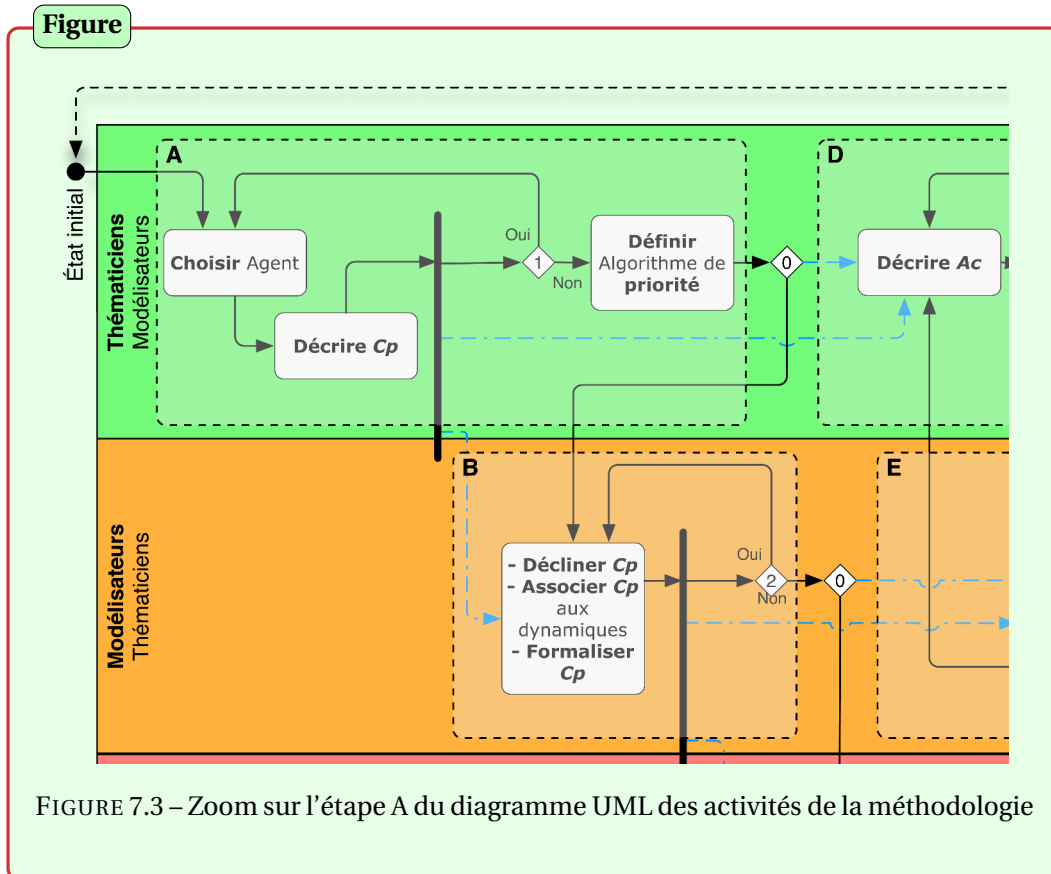 Figure
État initial
Thématiciens
Modélisateurs
A
Choisir Agent
Décrire Cp
Oui
1
Non
Définir
Algorithme de
priorité
0
D
Décrire Ac
Modélisateurs
Thématiciens
B
- Décliner Cp
- Associer Cp
aux
dynamiques
- Formaliser
Cp
Oui
2
Non
0
E
FIGURE 7.3 – Zoom sur l'étape A du diagramme UML des activités de la méthodologie